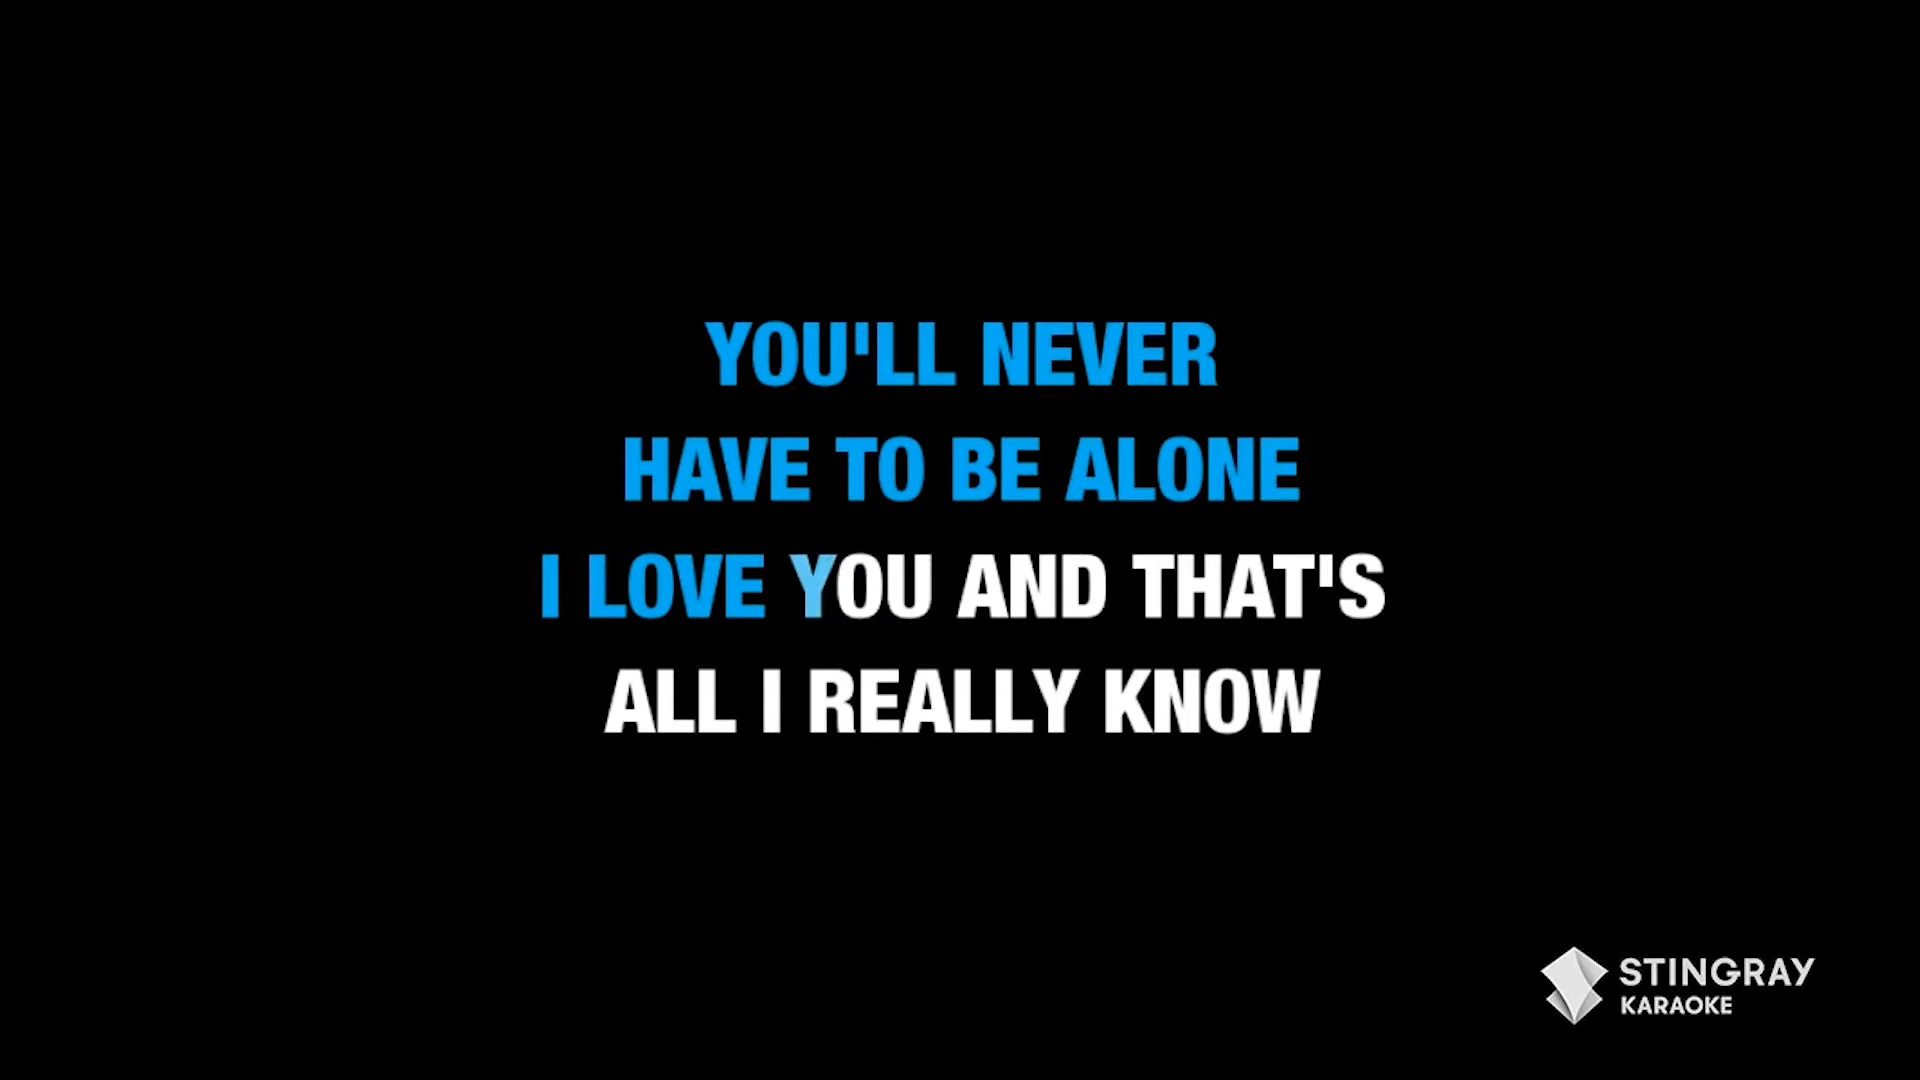 YOU'LL NEVER
HAVE TO BE ALONE
I LOVE YOU AND THAT'S
ALL I REALLY KNOW
STINGRAY
KARAOKE